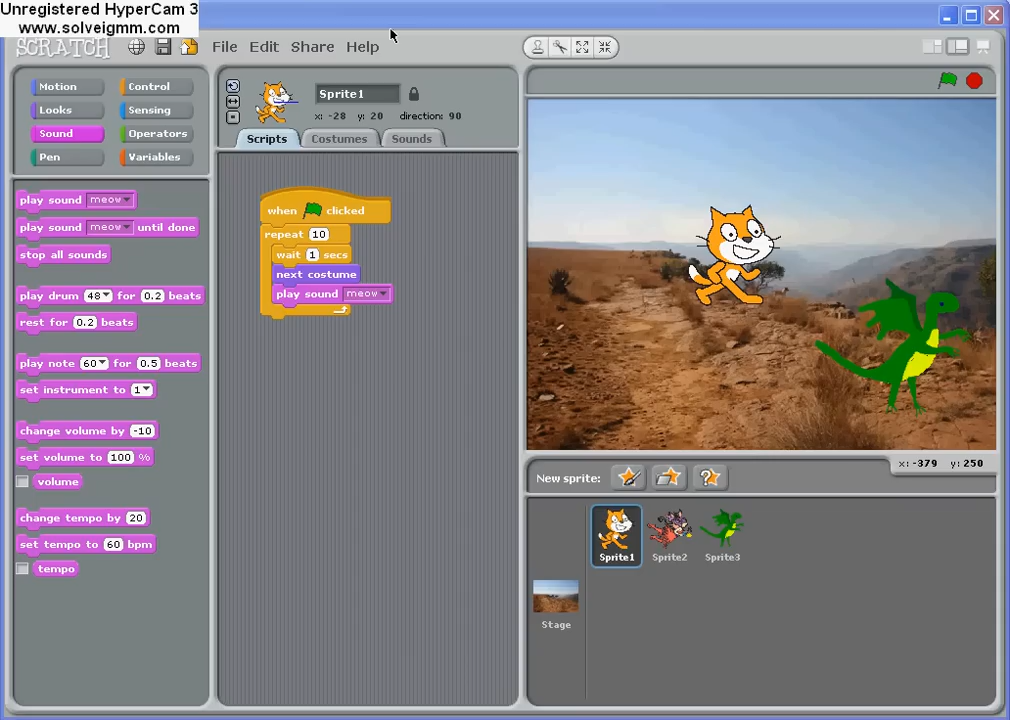 Unregistered HyperCam 3
www.solveigmm.com
SCRATCH
File Edit Share Help
Motion Control
Looks Sensing
Sound Operators
Pen Variables
play sound meow
play sound meow until done
stop all sounds
play drum 48 for 0.2 beats
rest for 0.2 beats
play note 60 for 0.5 beats
set instrument to 1
change volume by -10
set volume to 100 %
volume
change tempo by 20
set tempo to 60 bpm
tempo
Sprite1
x: -28 y: 20 direction: 90
Scripts Costumes Sounds
when clicked
repeat 10
wait 1 secs
next costume
play sound meow
x: -379 y: 250
New sprite:
Sprite1 Sprite2 Sprite3
Stage